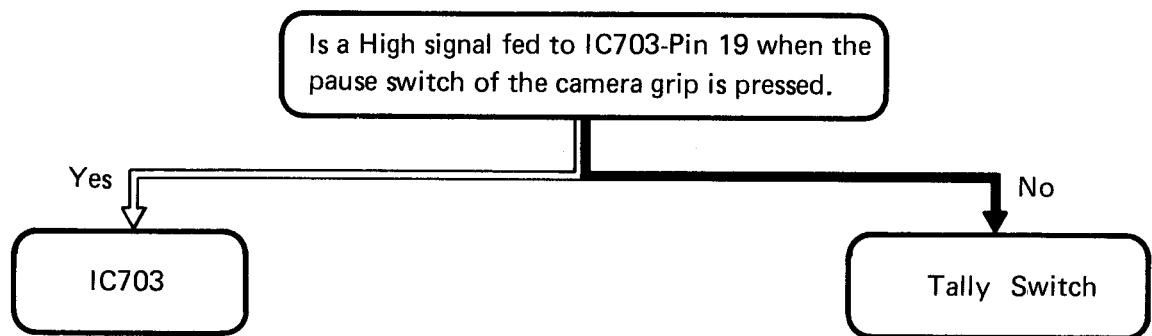 Is a High signal fed to IC703-Pin 19 when the
pause switch of the camera grip is pressed.
Yes
No
IC703
Tally Switch